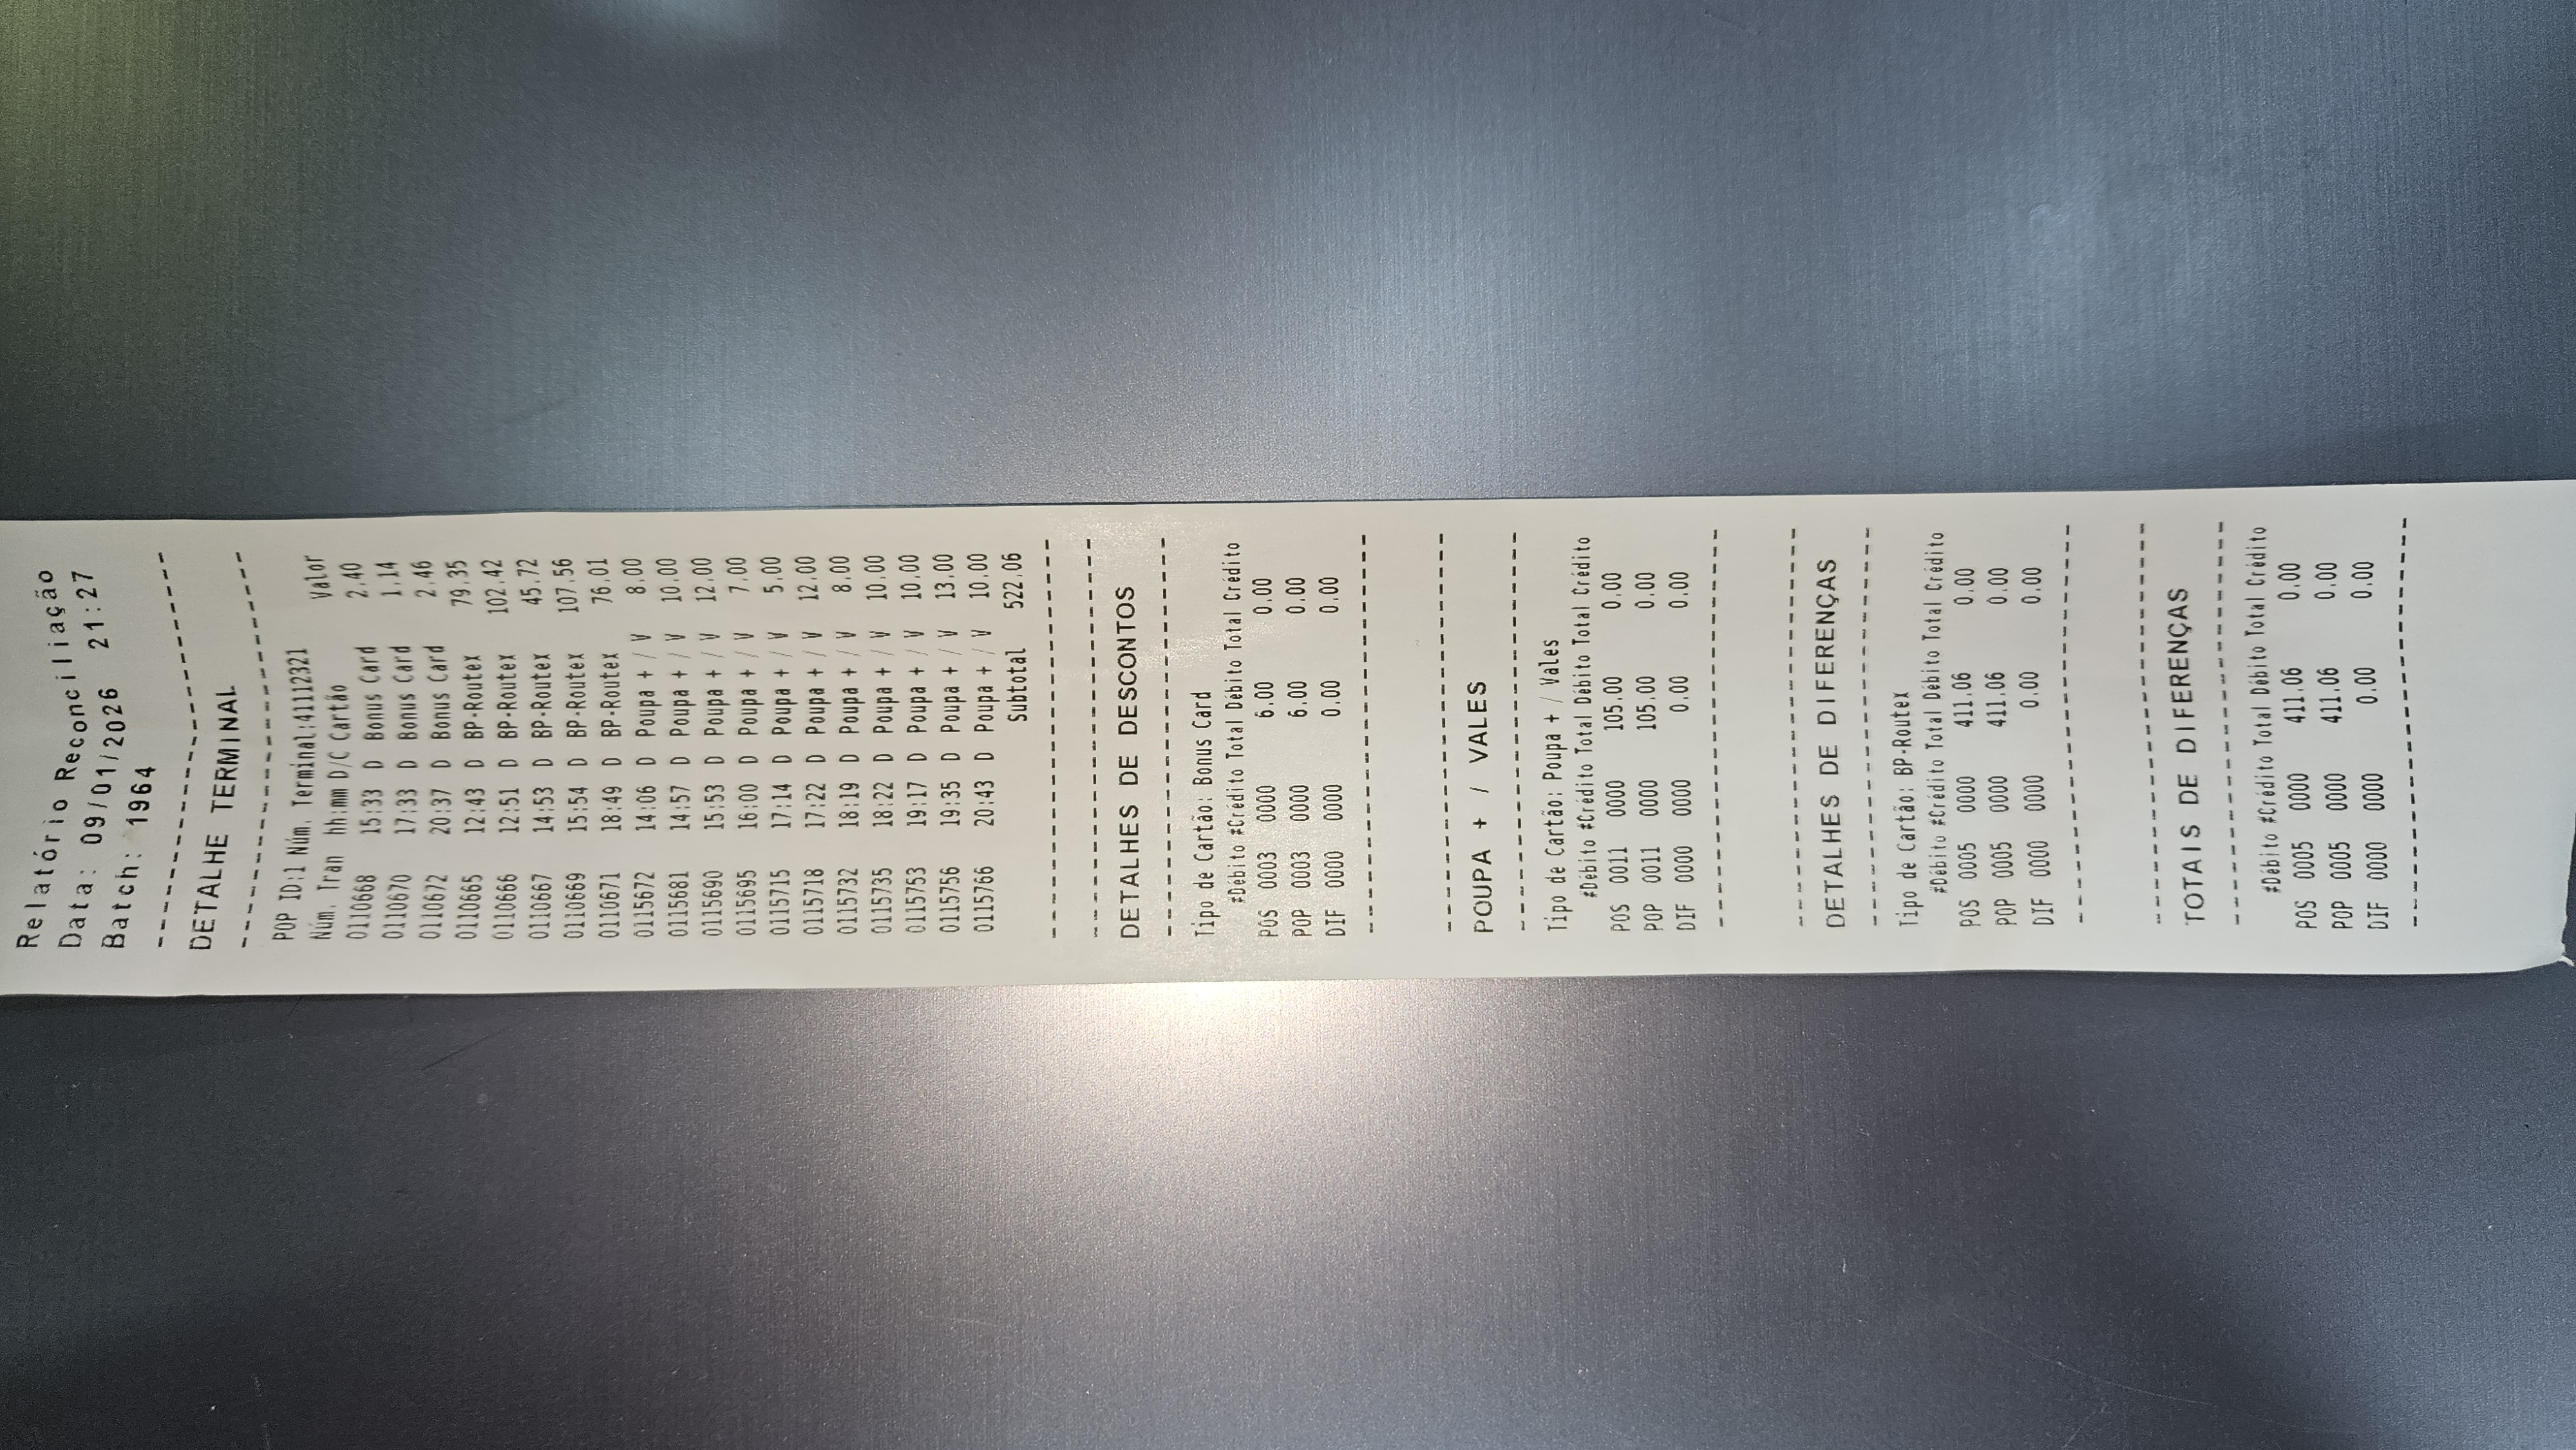 Relatório Reconciliação
Data: 09/01/2026 21:27
Batch: 1964
--------------------
DETALHE TERMINAL
--------------------
POP ID:1 Núm. Terminal:41112321
Núm. Tran hh:mm D/C Cartão Valor
0110668 15:33 D Bonus Card 2.40
0110670 17:33 D Bonus Card 1.14
0110672 20:37 D Bonus Card 2.46
0110665 12:43 D BP-Routex 79.35
0110666 12:51 D BP-Routex 102.42
0110667 14:53 D BP-Routex 45.72
0110669 15:54 D BP-Routex 107.56
0110671 18:49 D BP-Routex 76.01
0115672 14:06 D Poupa + / V 8.00
0115681 14:57 D Poupa + / V 10.00
0115690 15:53 D Poupa + / V 12.00
0115695 16:00 D Poupa + / V 7.00
0115715 17:14 D Poupa + / V 5.00
0115718 17:22 D Poupa + / V 12.00
0115732 18:19 D Poupa + / V 8.00
0115735 18:22 D Poupa + / V 10.00
0115753 19:17 D Poupa + / V 10.00
0115756 19:35 D Poupa + / V 13.00
0115766 20:43 D Poupa + / V 10.00
Subtotal 522.06
--------------------
--------------------
DETALHES DE DESCONTOS
--------------------
Tipo de Cartão: Bonus Card
#Débito #Crédito Total Débito Total Crédito
POS 0003 0000 6.00 0.00
POP 0003 0000 6.00 0.00
DIF 0000 0000 0.00 0.00
--------------------
--------------------
POUPA + / VALES
--------------------
Tipo de Cartão: Poupa + / Vales
#Débito #Crédito Total Débito Total Crédito
POS 0011 0000 105.00 0.00
POP 0011 0000 105.00 0.00
DIF 0000 0000 0.00 0.00
--------------------
--------------------
DETALHES DE DIFERENÇAS
--------------------
Tipo de Cartão: BP-Routex
#Débito #Crédito Total Débito Total Crédito
POS 0005 0000 411.06 0.00
POP 0005 0000 411.06 0.00
DIF 0000 0000 0.00 0.00
--------------------
--------------------
TOTAIS DE DIFERENÇAS
--------------------
#Débito #Crédito Total Débito Total Crédito
POS 0005 0000 411.06 0.00
POP 0005 0000 411.06 0.00
DIF 0000 0000 0.00 0.00
--------------------